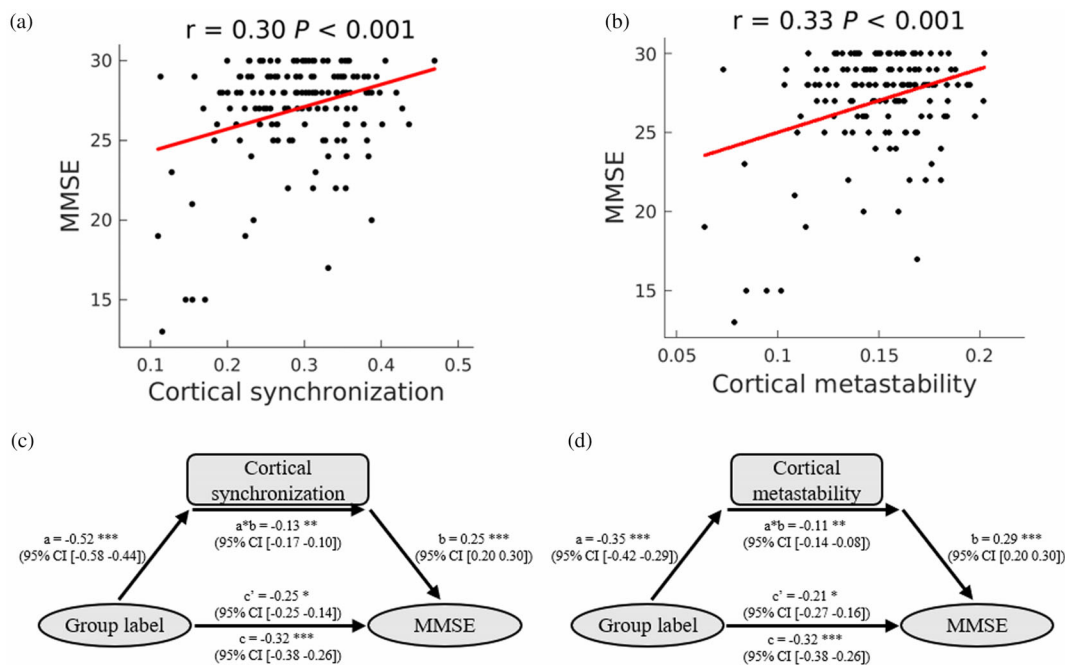 (a)
r = 0.30 P < 0.001
MMSE
30
25
20
15
0.1 0.2 0.3 0.4 0.5
Cortical synchronization
(b)
r = 0.33 P < 0.001
MMSE
30
25
20
15
0.05 0.1 0.15 0.2
Cortical metastability
(c)
Cortical
synchronization
a = -0.52 ***
(95% CI [-0.58 -0.44])
a*b = -0.13 **
(95% CI [-0.17 -0.10])
b = 0.25 ***
(95% CI [0.20 0.30])
Group label
c' = -0.25 *
(95% CI [-0.25 -0.14])
c = -0.32 ***
(95% CI [-0.38 -0.26])
MMSE
(d)
Cortical
metastability
a = -0.35 ***
(95% CI [-0.42 -0.29])
a*b = -0.11 **
(95% CI [-0.14 -0.08])
b = 0.29 ***
(95% CI [0.20 0.30])
Group label
c' = -0.21 *
(95% CI [-0.27 -0.16])
c = -0.32 ***
(95% CI [-0.38 -0.26])
MMSE